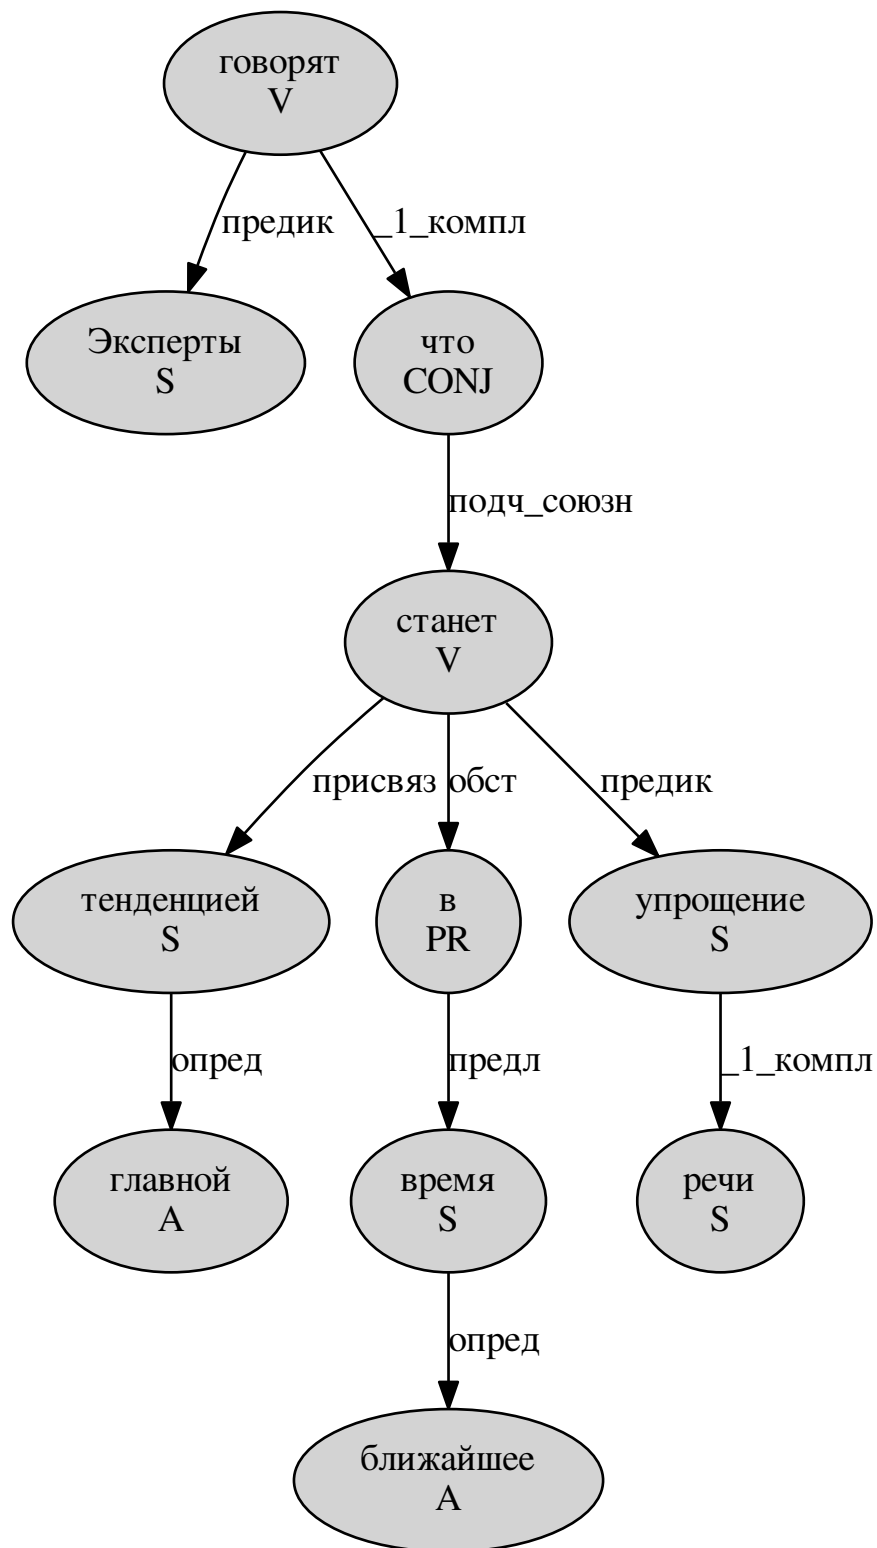 говорят
V
предик
_1_компл
Эксперты
S
что
CONJ
подч_союзн
станет
V
присвяз
обст
предик
тенденцией
S
в
PR
упрощение
S
опред
предл
_1_компл
главной
A
время
S
речи
S
опред
ближайшее
A